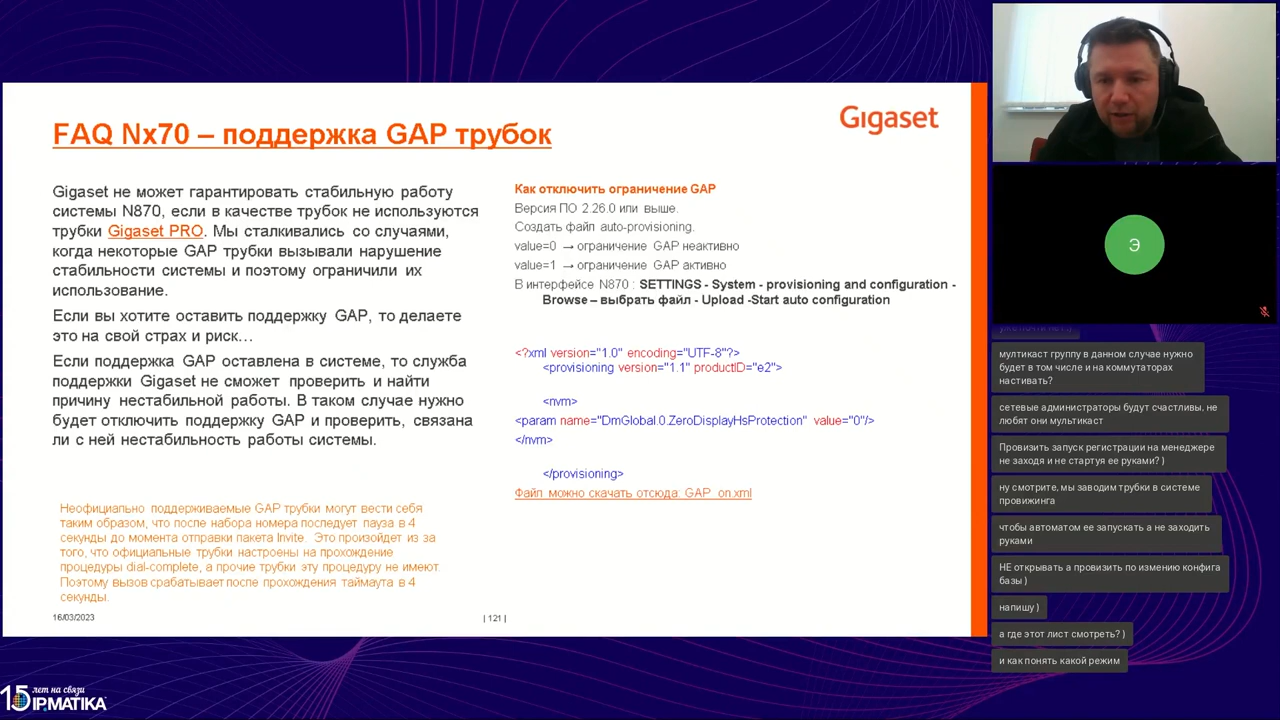 FAQ Nx70 – поддержка GAP трубок
Gigaset
Gigaset не может гарантировать стабильную работу
системы N870, если в качестве трубок не используются
трубки Gigaset PRO. Мы сталкивались со случаями,
когда некоторые GAP трубки вызывали нарушение
стабильности системы и поэтому ограничили их
использование.
Если вы хотите оставить поддержку GAP, то делаете
это на свой страх и риск…
Если поддержка GAP оставлена в системе, то служба
поддержки Gigaset не сможет проверить и найти
причину нестабильной работы. В таком случае нужно
будет отключить поддержку GAP и проверить, связана
ли с ней нестабильность работы системы.
Неофициально поддерживаемые GAP трубки могут вести себя
таким образом, что после набора номера последует пауза в 4
секунды до момента отправки пакета Invite. Это произойдет из за
того, что официальные трубки настроены на прохождение
процедуры dial-complete, а прочие трубки эту процедуру не имеют.
Поэтому вызов срабатывает после прохождения таймаута в 4
секунды.
Как отключить ограничение GAP
Версия ПО 2.26.0 или выше.
Создать файл auto-provisioning.
value=0 → ограничение GAP неактивно
value=1 → ограничение GAP активно
В интерфейсе N870 : SETTINGS - System - provisioning and configuration -
Browse – выбрать файл - Upload -Start auto configuration
<?xml version="1.0" encoding="UTF-8"?>
<provisioning version="1.1" productID="e2">
<nvm>
<param name="DmGlobal.0.ZeroDisplayHsProtection" value="0"/>
</nvm>
</provisioning>
Файл можно скачать отсюда: GAP_on.xml
16/03/2023
| 121 |
15 лет на связи
IPMATIKA
Э
мултикаст группу в данном случае нужно
будет в том числе и на коммутаторах
настивать?
сетевые администраторы будут счастливы, не
любят они мультикаст
Провизить запуск регистрации на менеджере
не заходя и не стартуя ее руками? )
ну смотрите, мы заводим трубки в системе
провижинга
чтобы автоматом ее запускать а не заходить
руками
НЕ открывать а провизить по измению конфига
базы )
напишу )
а где этот лист смотреть? )
и как понять какой режим